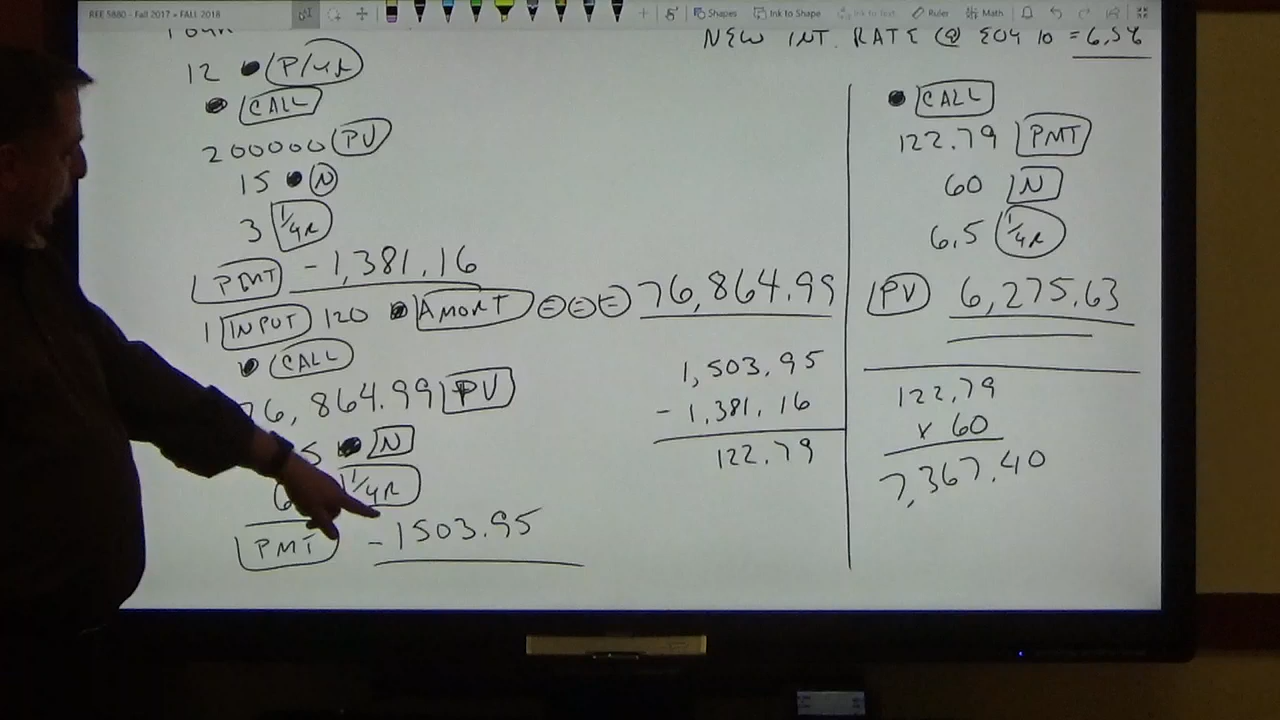 REE 5880 - Fall 2017 » FALL 2018
Shapes
Ink to Shape
Ink to Text
Ruler
Math
NEW INT. RATE @ EOY 10 = 6.5%
12 P/YR
CALL
200000 PV
15 N
3 I/YR
PMT -1,381.16
1 INPUT 120 AMORT = = = 76,864.99
CALL
76,864.99 PV
5 N
6 I/YR
PMT -1503.95
1,503.95
- 1,381.16
122.79
CALL
122.79 PMT
60 N
6.5 I/YR
PV 6,275.63
122.79
x 60
7,367.40